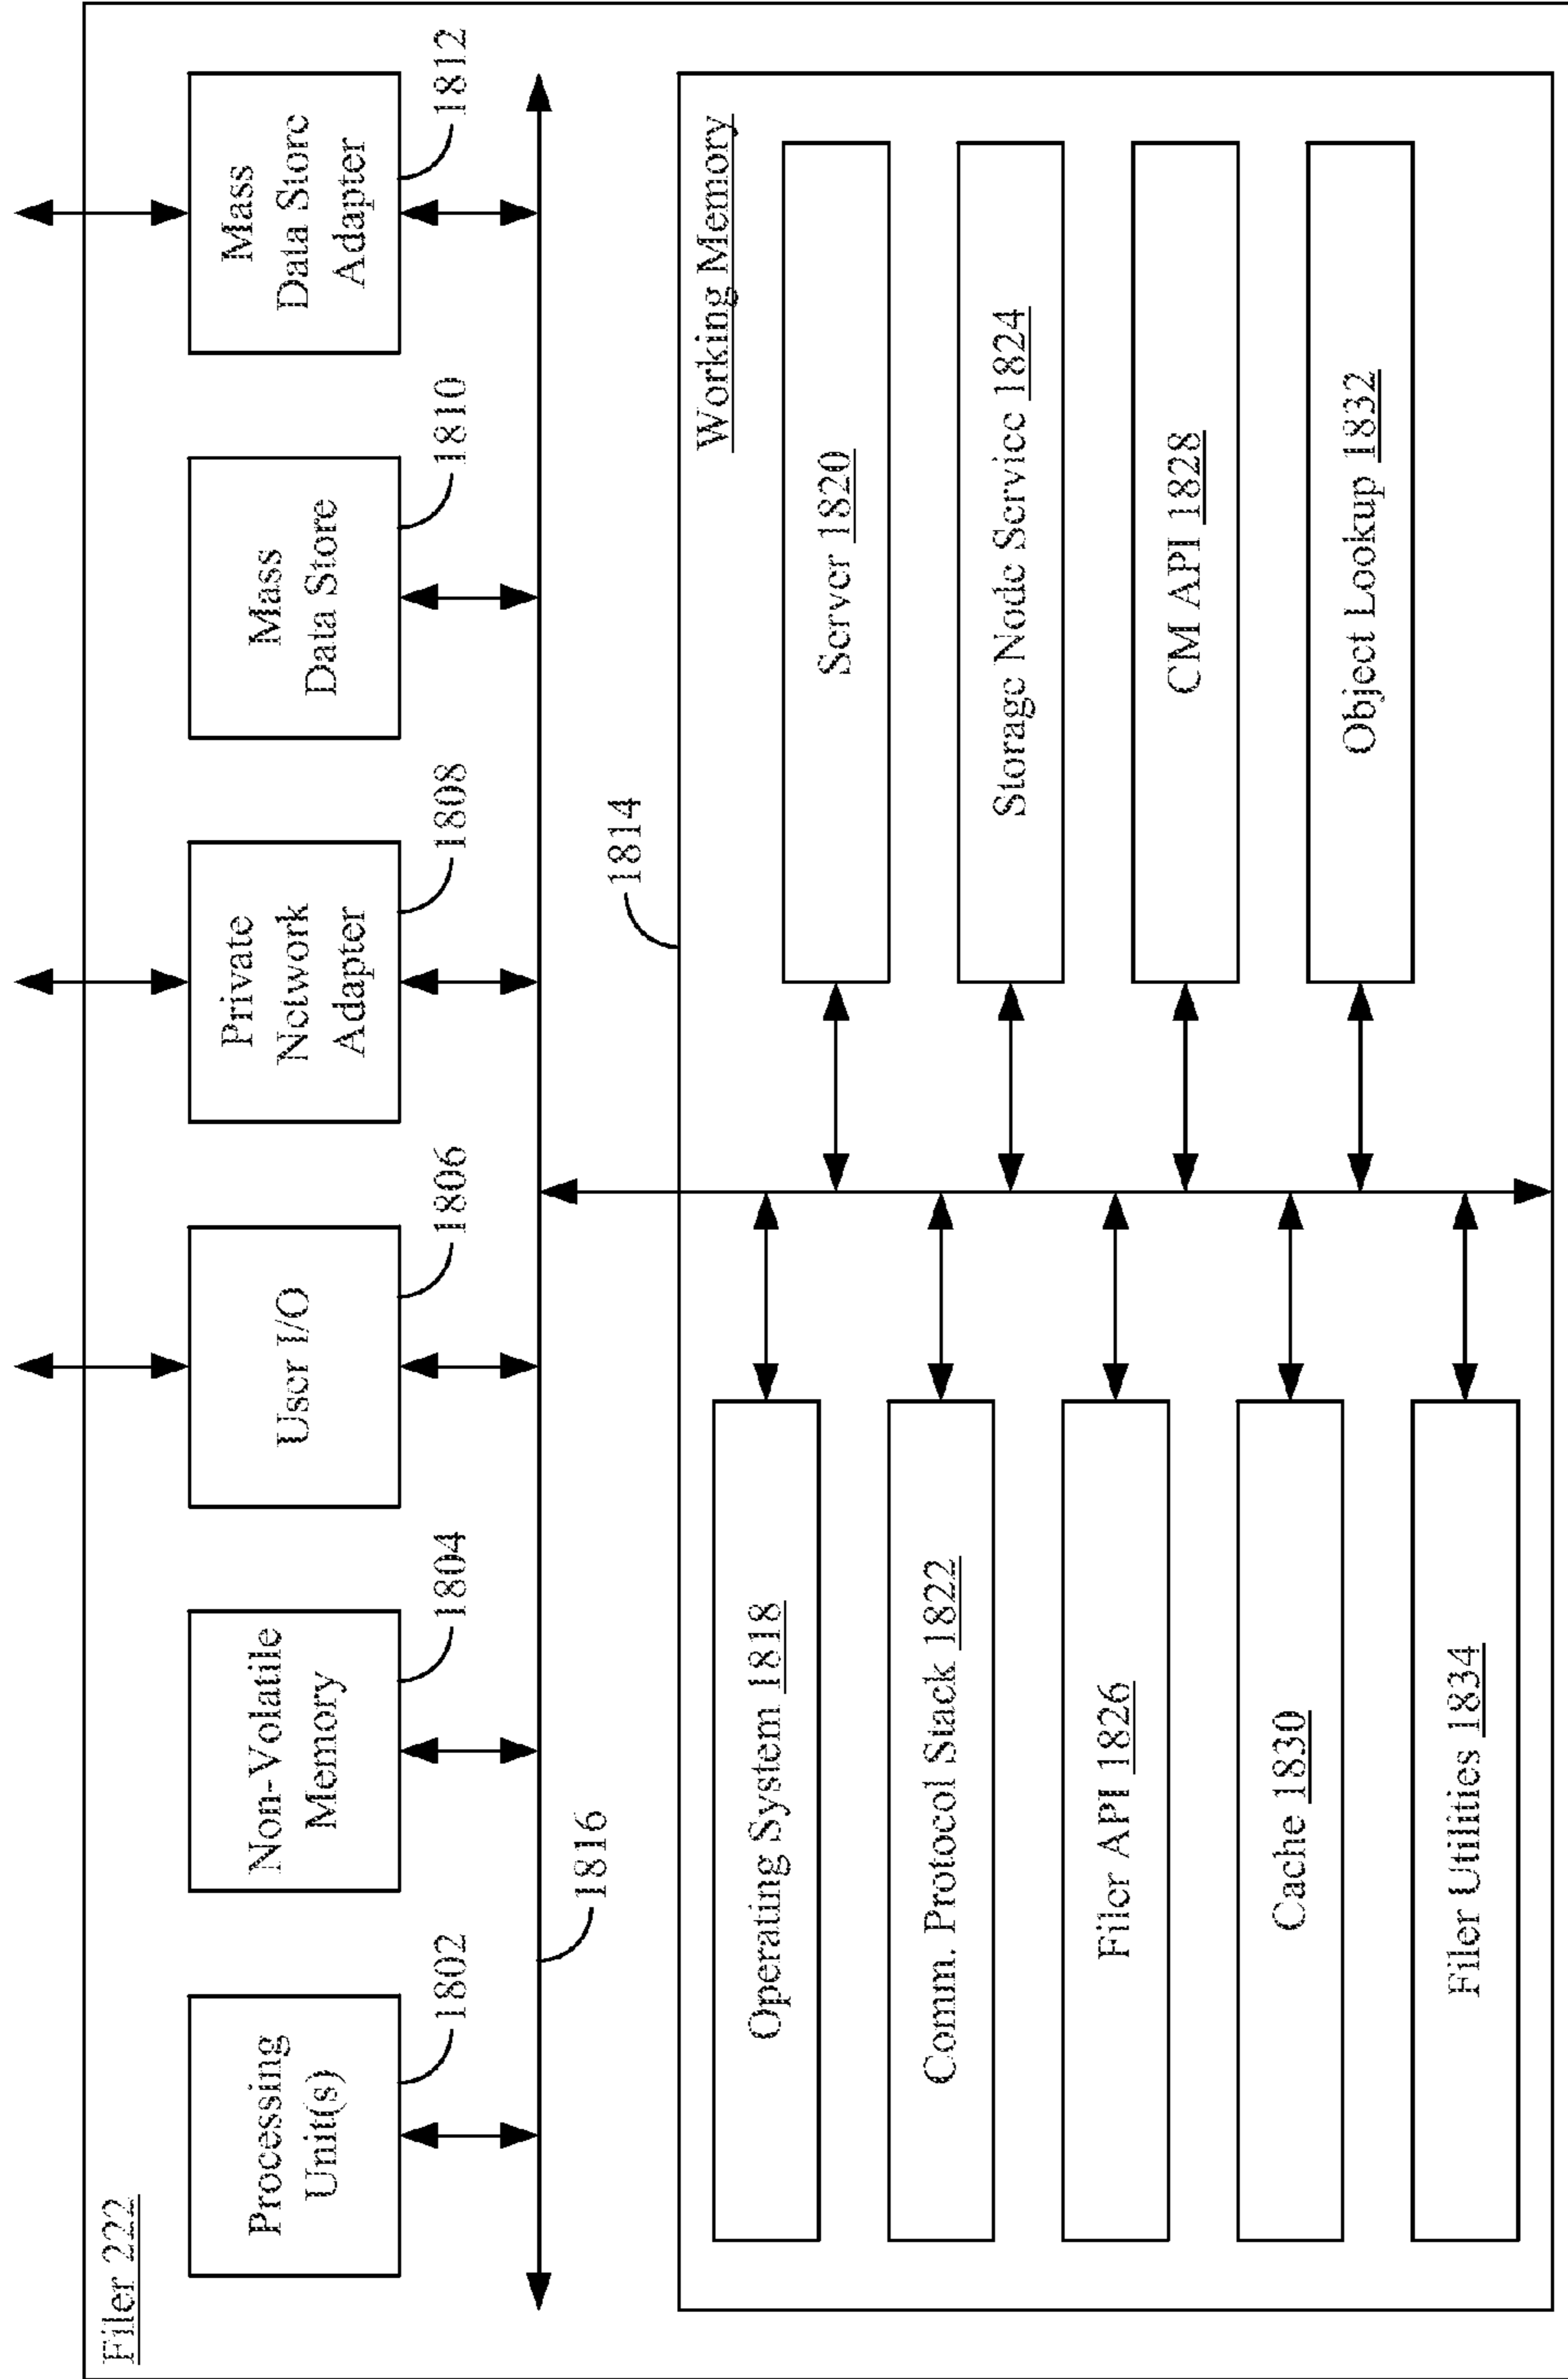 Filer 222
Processing
Unit(s)
1802
Non-Volatile
Memory
1804
User I/O
1806
Private
Network
Adapter
1808
Mass
Data Store
1810
Mass
Data Store
Adapter
1812
1816
1814
Working Memory
Operating System 1818
Server 1820
Comm. Protocol Stack 1822
Storage Node Service 1824
Filer API 1826
CM API 1828
Cache 1830
Object Lookup 1832
Filer Utilities 1834